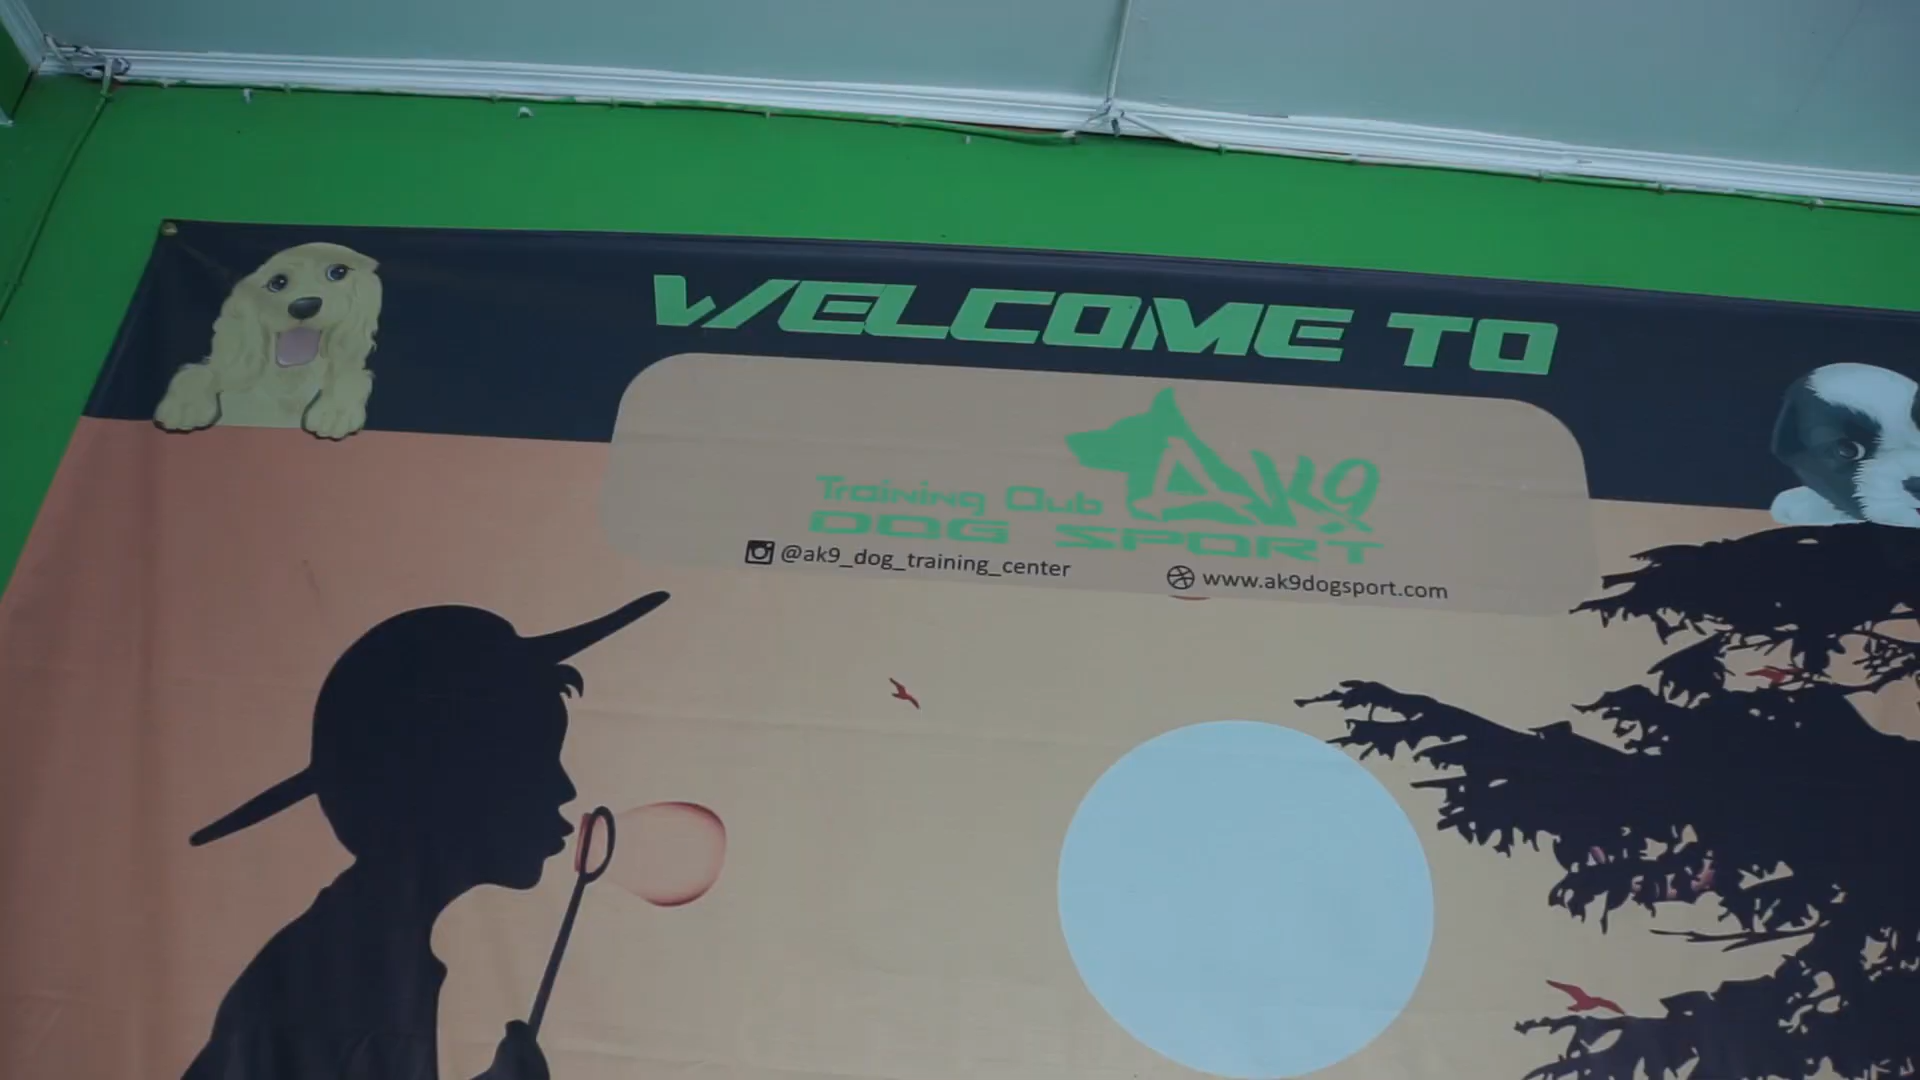 WELCOME TO
AK9
Training Club
DOG SPORT
@ak9_dog_training_center
www.ak9dogsport.com